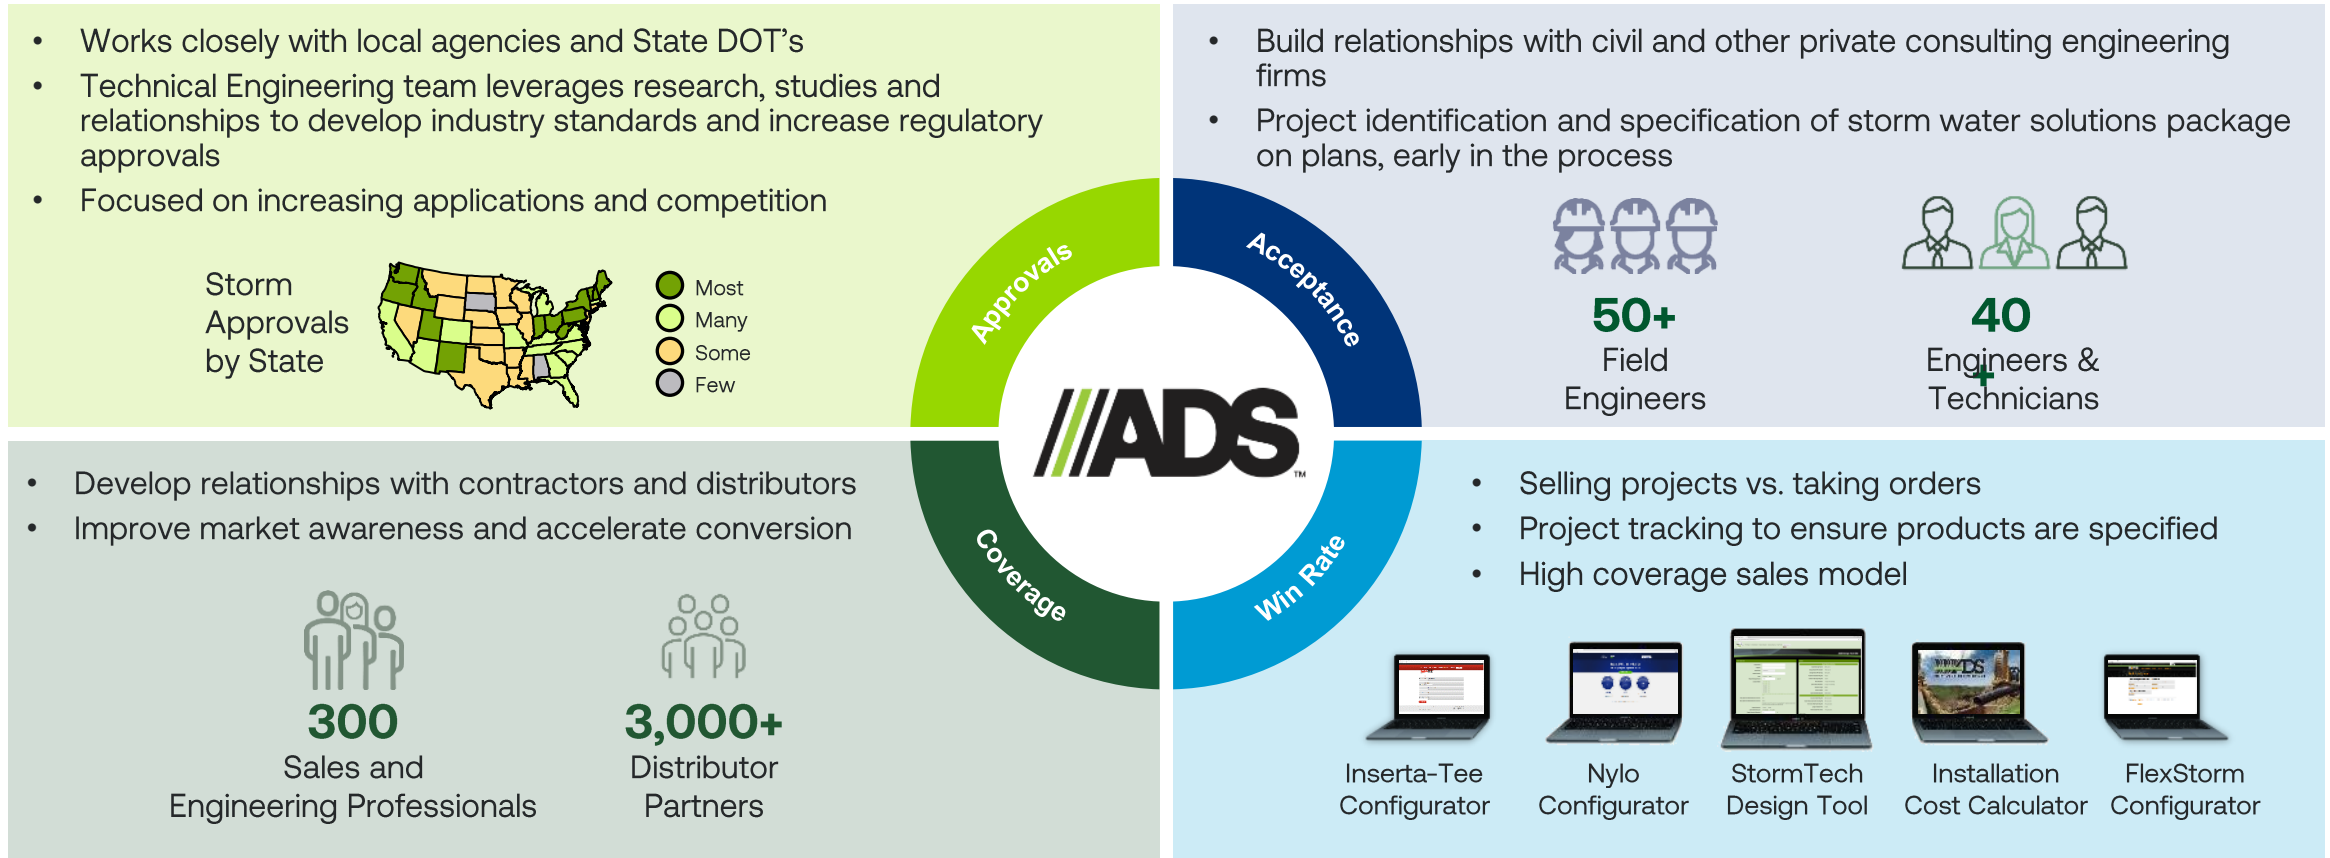 • Works closely with local agencies and State DOT’s
• Technical Engineering team leverages research, studies and
relationships to develop industry standards and increase regulatory
approvals
• Focused on increasing applications and competition
Storm
Approvals
by State
Most
Many
Some
Few
• Build relationships with civil and other private consulting engineering
firms
• Project identification and specification of storm water solutions package
on plans, early in the process
50+
Field
Engineers
40
+
Engineers &
Technicians
Approvals
Acceptance
ADS
TM
Coverage
Win Rate
• Develop relationships with contractors and distributors
• Improve market awareness and accelerate conversion
300
Sales and
Engineering Professionals
3,000+
Distributor
Partners
• Selling projects vs. taking orders
• Project tracking to ensure products are specified
• High coverage sales model
ADS
Inserta-Tee
Configurator
Nylo
Configurator
StormTech
Design Tool
Installation
Cost Calculator
FlexStorm
Configurator